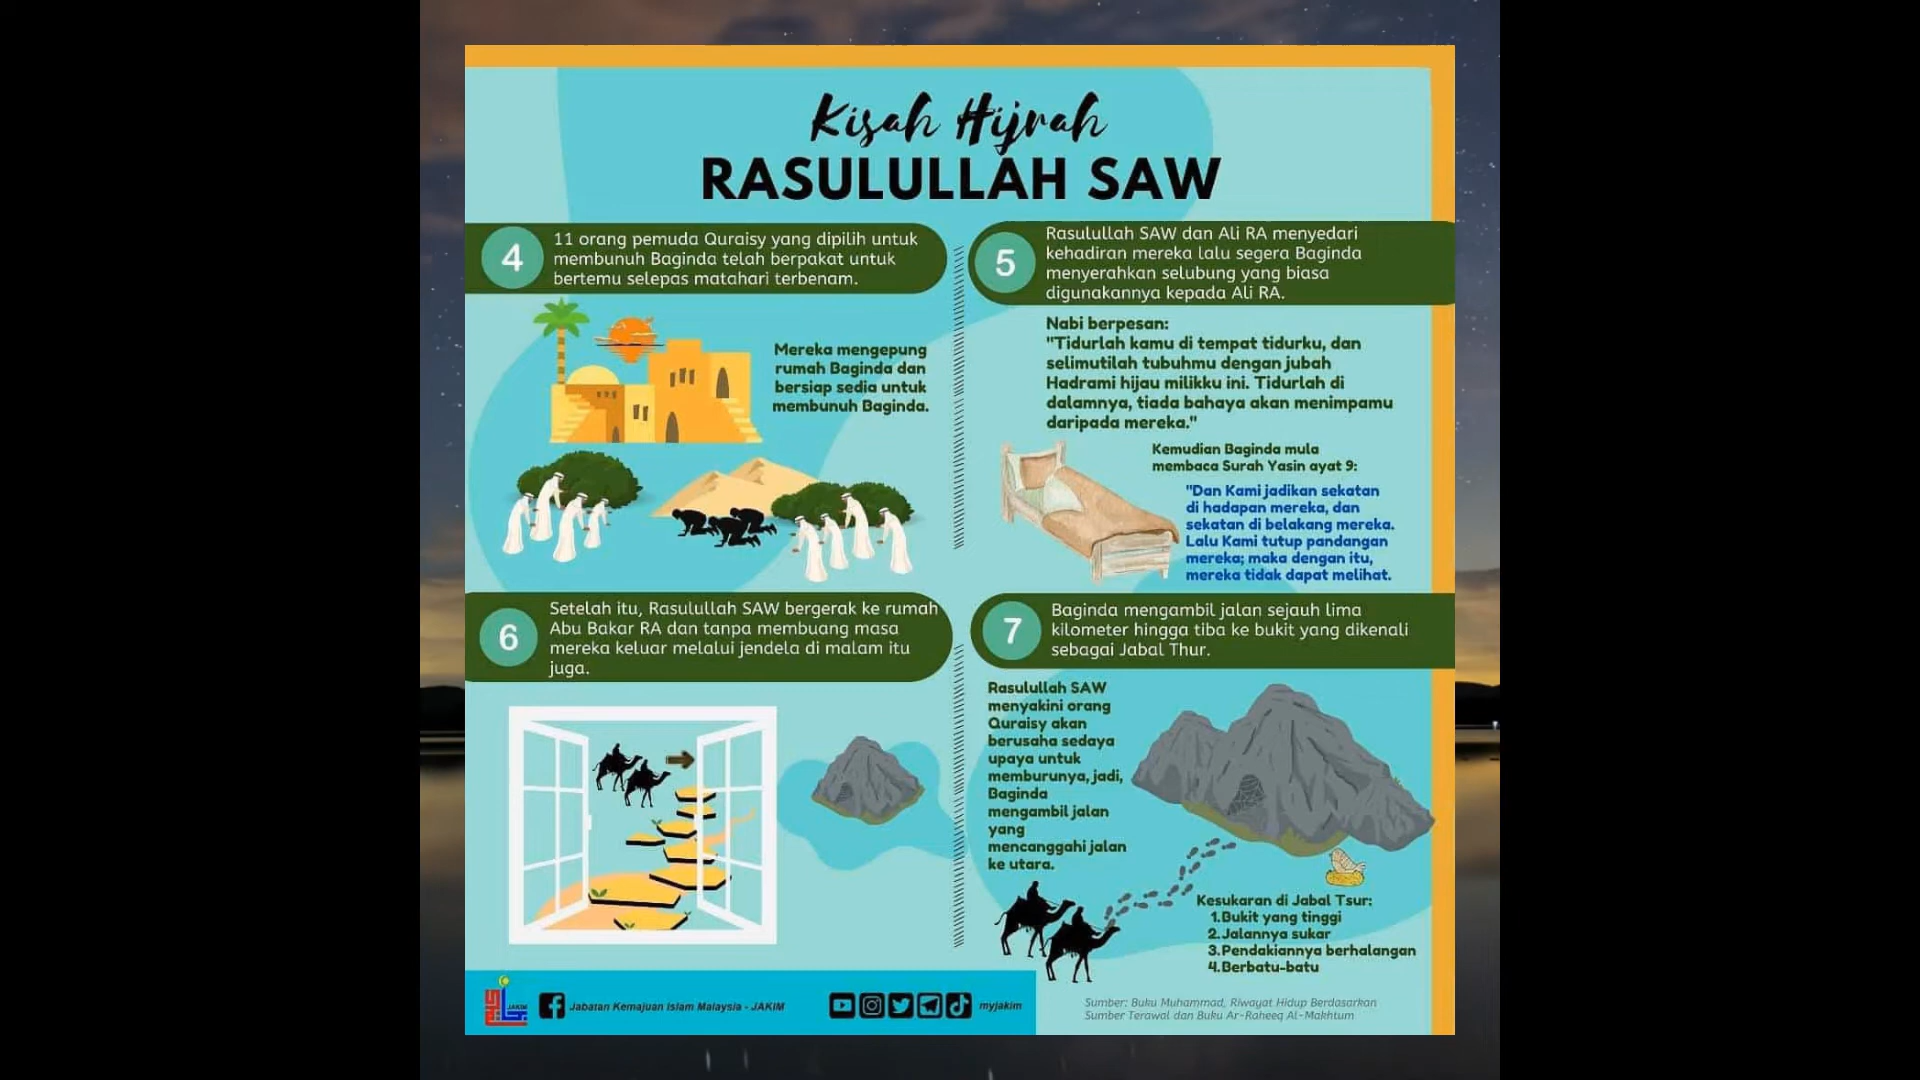 Kisah Hijrah
RASULULLAH SAW
4
11 orang pemuda Quraisy yang dipilih untuk
membunuh Baginda telah berpakat untuk
bertemu selepas matahari terbenam.
Mereka mengepung
rumah Baginda dan
bersiap sedia untuk
membunuh Baginda.
5
Rasulullah SAW dan Ali RA menyedari
kehadiran mereka lalu segera Baginda
menyerahkan selubung yang biasa
digunakannya kepada Ali RA.
Nabi berpesan:
"Tidurlah kamu di tempat tidurku, dan
selimutilah tubuhmu dengan jubah
Hadrami hijau milikku ini. Tidurlah di
dalamnya, tiada bahaya akan menimpamu
daripada mereka."
Kemudian Baginda mula
membaca Surah Yasin ayat 9:
"Dan Kami jadikan sekatan
di hadapan mereka, dan
sekatan di belakang mereka.
Lalu Kami tutup pandangan
mereka; maka dengan itu,
mereka tidak dapat melihat.
6
Setelah itu, Rasulullah SAW bergerak ke rumah
Abu Bakar RA dan tanpa membuang masa
mereka keluar melalui jendela di malam itu
juga.
7
Baginda mengambil jalan sejauh lima
kilometer hingga tiba ke bukit yang dikenali
sebagai Jabal Thur.
Rasulullah SAW
menyakini orang
Quraisy akan
berusaha sedaya
upaya untuk
memburunya, jadi,
Baginda
mengambil jalan
yang
mencanggahi jalan
ke utara.
Kesukaran di Jabal Tsur:
1.Bukit yang tinggi
2.Jalannya sukar
3.Pendakiannya berhalangan
4.Berbatu-batu
JAKIM
Jabatan Kemajuan Islam Malaysia - JAKIM
myjakim
Sumber: Buku Muhammad, Riwayat Hidup Berdasarkan
Sumber Terawal dan Buku Ar-Raheeq Al-Makhtum